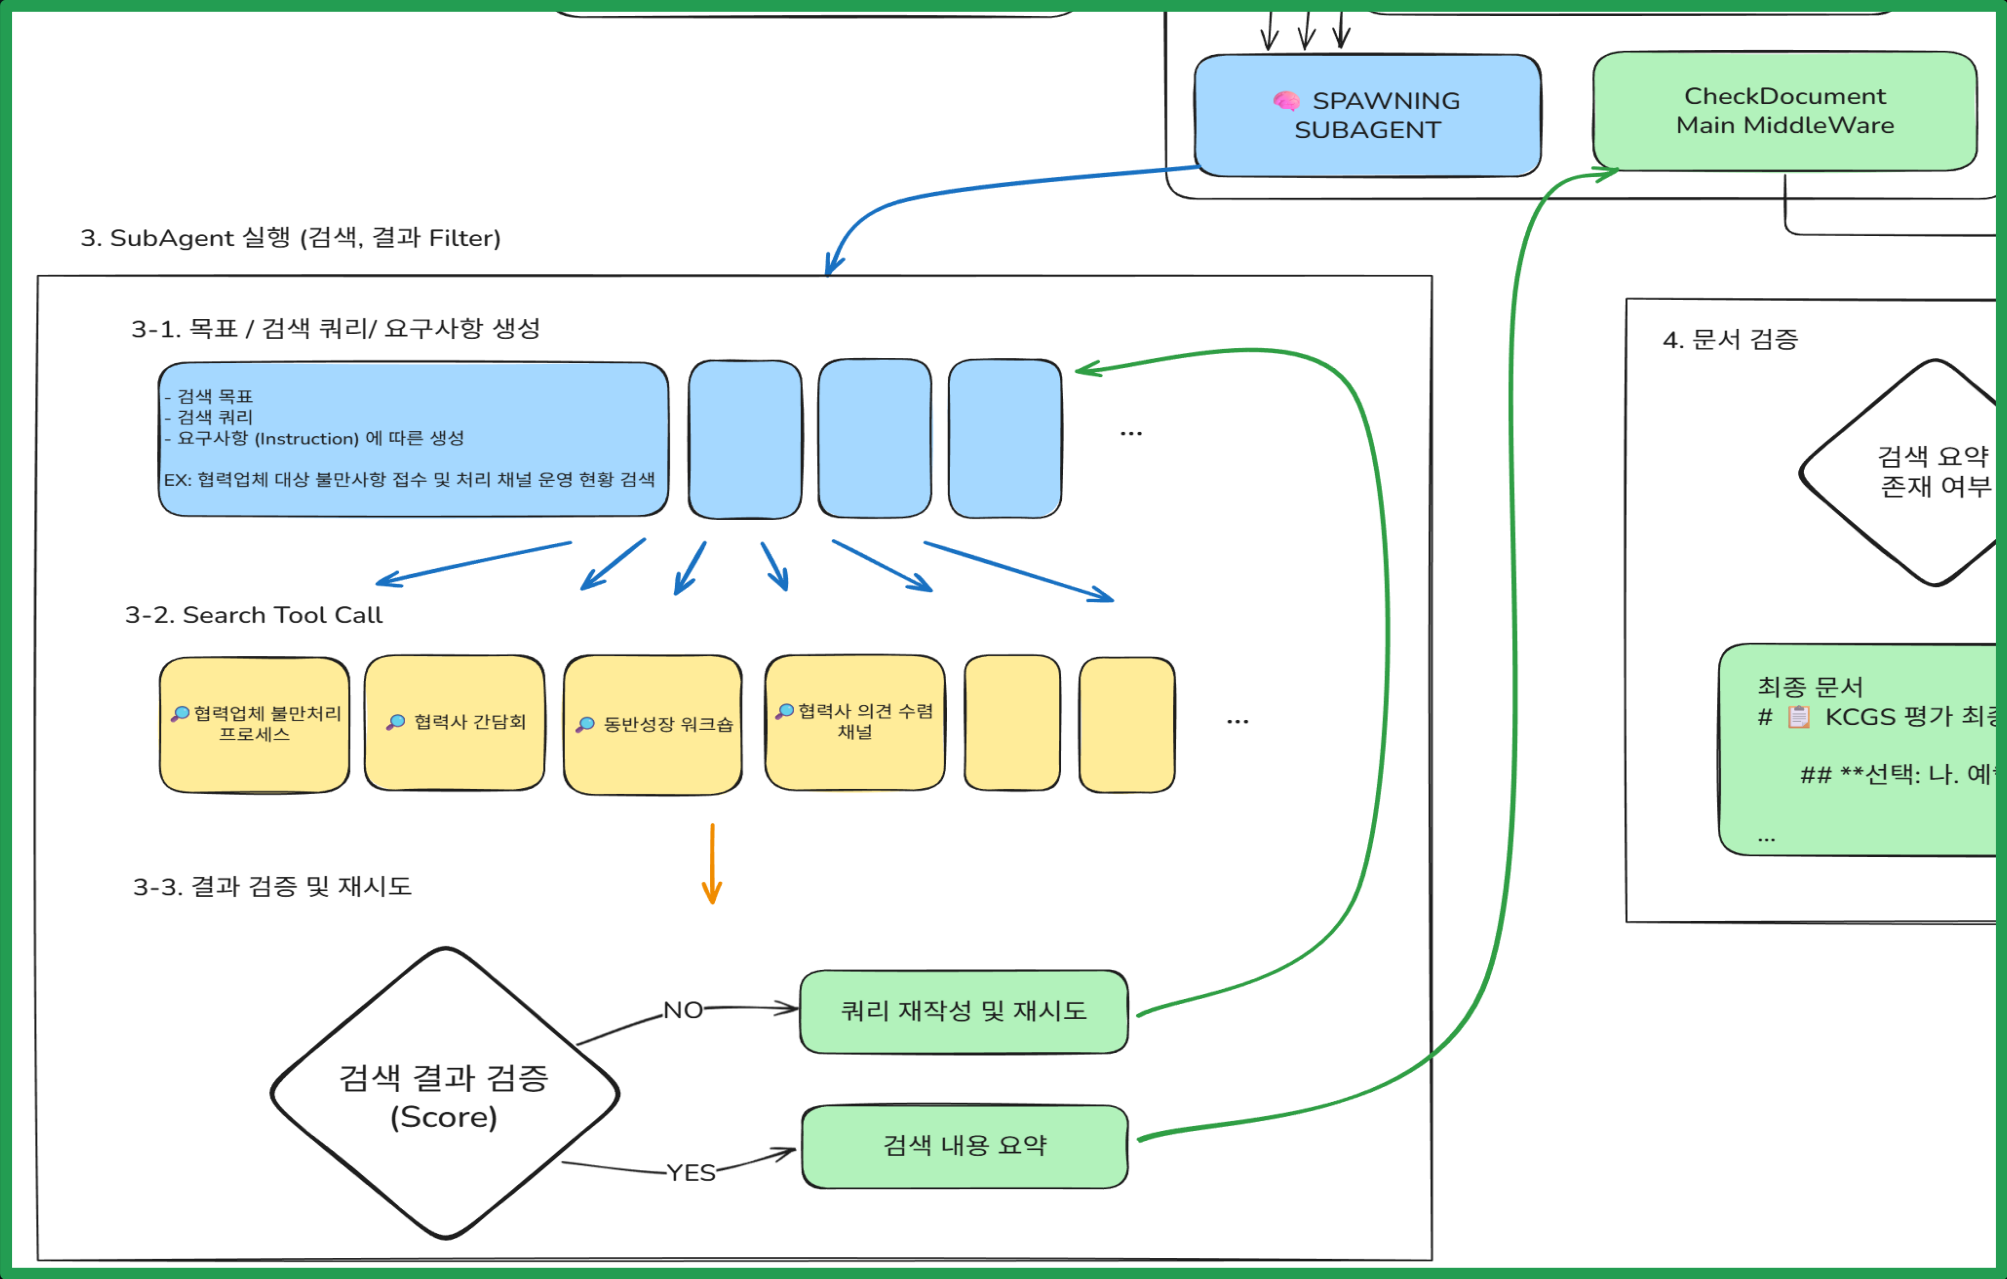 🧠 SPAWNING
SUBAGENT
CheckDocument
Main MiddleWare
3. SubAgent 실행 (검색, 결과 Filter)
3-1. 목표 / 검색 쿼리/ 요구사항 생성
- 검색 목표
- 검색 쿼리
- 요구사항 (Instruction) 에 따른 생성
EX: 협력업체 대상 불만사항 접수 및 처리 채널 운영 현황 검색
...
3-2. Search Tool Call
🔎 협력업체 불만처리
프로세스
🔎 협력사 간담회
🔎 동반성장 워크숍
🔎 협력사 의견 수렴
채널
...
3-3. 결과 검증 및 재시도
검색 결과 검증
(Score)
NO
쿼리 재작성 및 재시도
YES
검색 내용 요약
4. 문서 검증
검색 요약
존재 여부
최종 문서
# 📋 KCGS 평가
## **선택: 나.
...